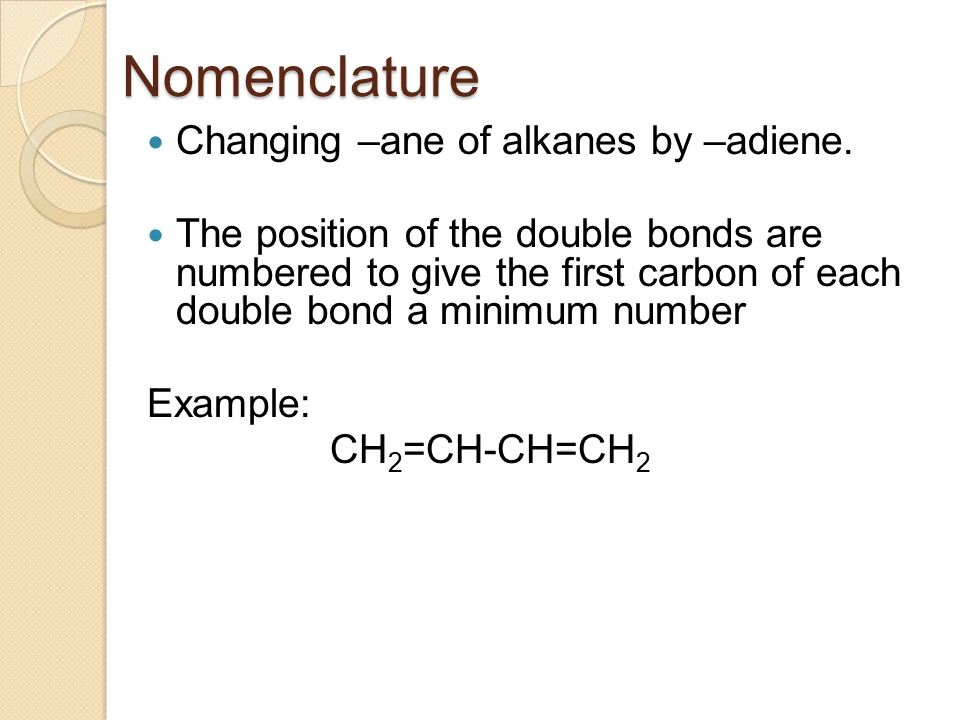 Nomenclature
• Changing –ane of alkanes by –adiene.
• The position of the double bonds are
numbered to give the first carbon of each
double bond a minimum number
Example:
CH₂=CH-CH=CH₂